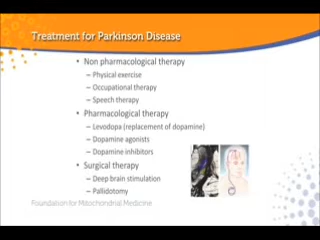 Treatment for Parkinson Disease
• Non pharmacological therapy
– Physical exercise
– Occupational therapy
– Speech therapy
• Pharmacological therapy
– Levodopa (replacement of dopamine)
– Dopamine agonists
– Dopamine inhibitors
• Surgical therapy
– Deep brain stimulation
– Pallidotomy
Foundation for Mitochondrial Medicine